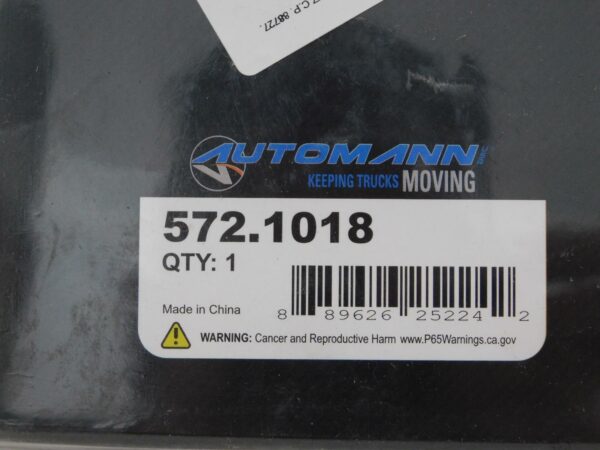 C.P. 88727.
AUTOMANN INC.
KEEPING TRUCKS MOVING
572.1018
QTY: 1
Made in China
8 89626 25224 2
WARNING: Cancer and Reproductive Harm www.P65Warnings.ca.gov